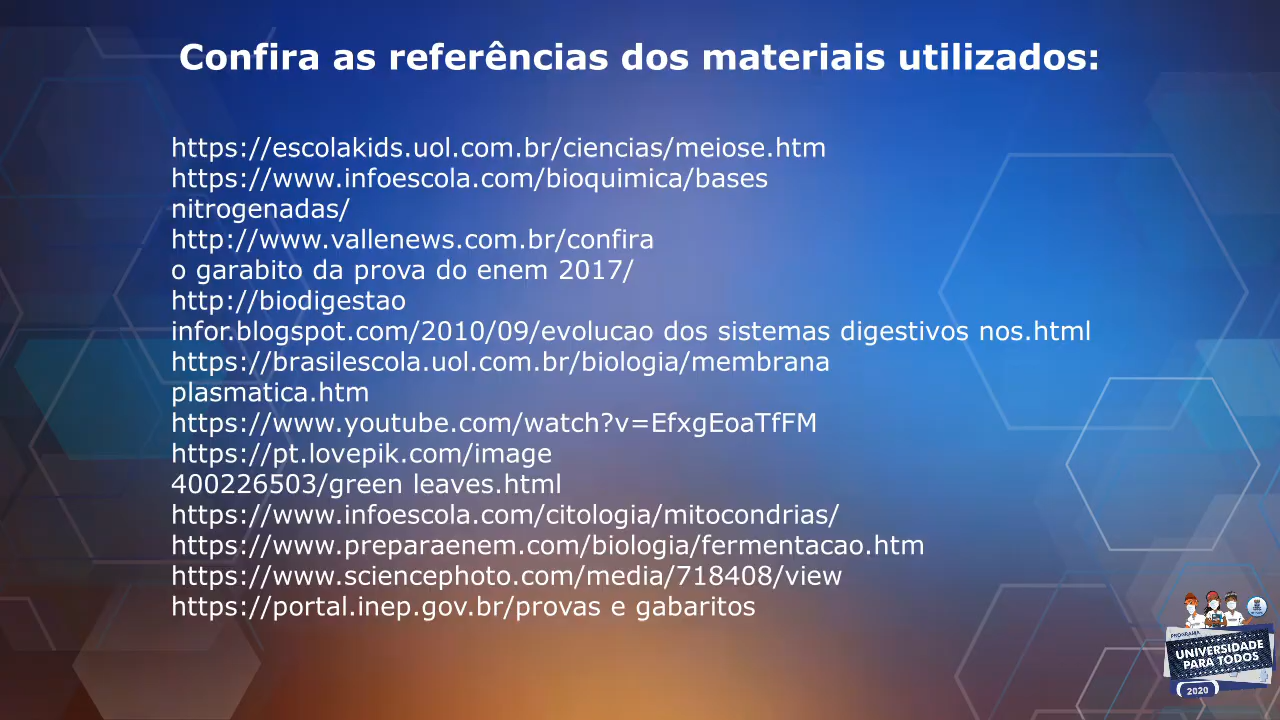 Confira as referências dos materiais utilizados:
https://escolakids.uol.com.br/ciencias/meiose.htm
https://www.infoescola.com/bioquimica/bases
nitrogenadas/
http://www.vallenews.com.br/confira
o garabito da prova do enem 2017/
http://biodigestao
infor.blogspot.com/2010/09/evolucao dos sistemas digestivos nos.html
https://brasilescola.uol.com.br/biologia/membrana
plasmatica.htm
https://www.youtube.com/watch?v=EfxgEoaTfFM
https://pt.lovepik.com/image
400226503/green leaves.html
https://www.infoescola.com/citologia/mitocondrias/
https://www.preparaenem.com/biologia/fermentacao.htm
https://www.sciencephoto.com/media/718408/view
https://portal.inep.gov.br/provas e gabaritos
PROGRAMA
UNIVERSIDADE
PARA TODOS
2020